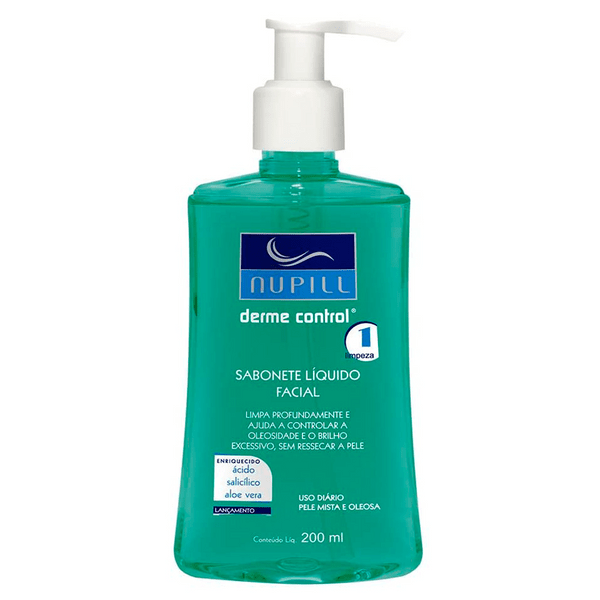 NUPILL
derme control®
1
limpeza
SABONETE LÍQUIDO
FACIAL
LIMPA PROFUNDAMENTE E
AJUDA A CONTROLAR A
OLEOSIDADE E O BRILHO
EXCESSIVO, SEM RESSECAR A PELE
ENRIQUECIDO
ácido
salicílico
aloe vera
LANÇAMENTO
USO DIÁRIO
PELE MISTA E OLEOSA
Conteúdo Líq. 200 ml